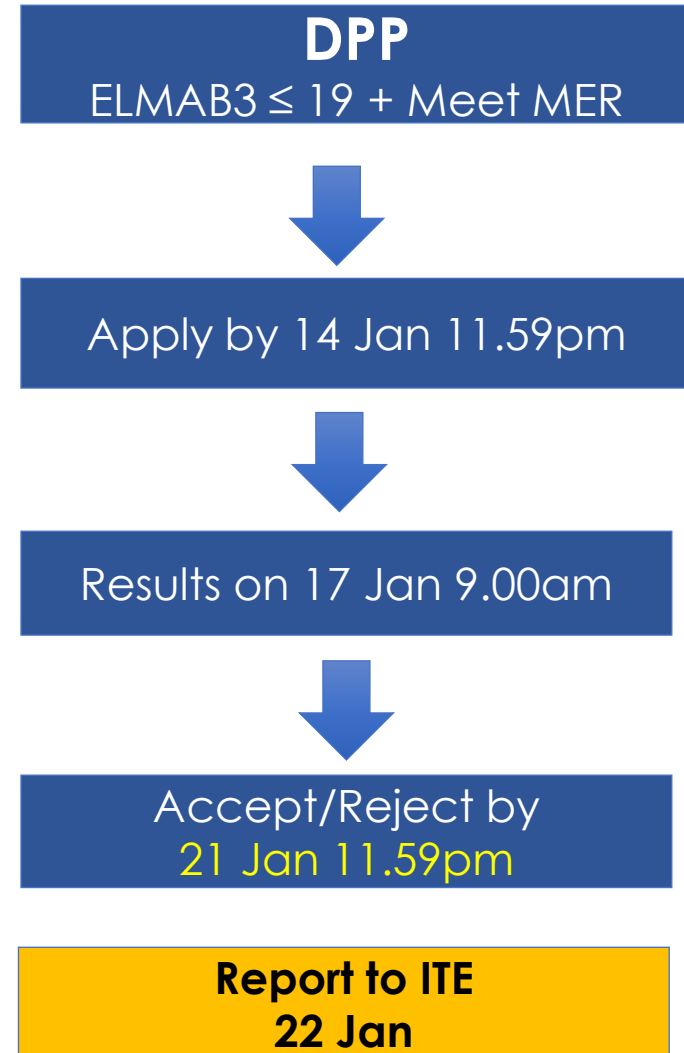 DPP
ELMAB3 ≤ 19 + Meet MER
Apply by 14 Jan 11.59pm
Results on 17 Jan 9.00am
Accept/Reject by
21 Jan 11.59pm
Report to ITE
22 Jan